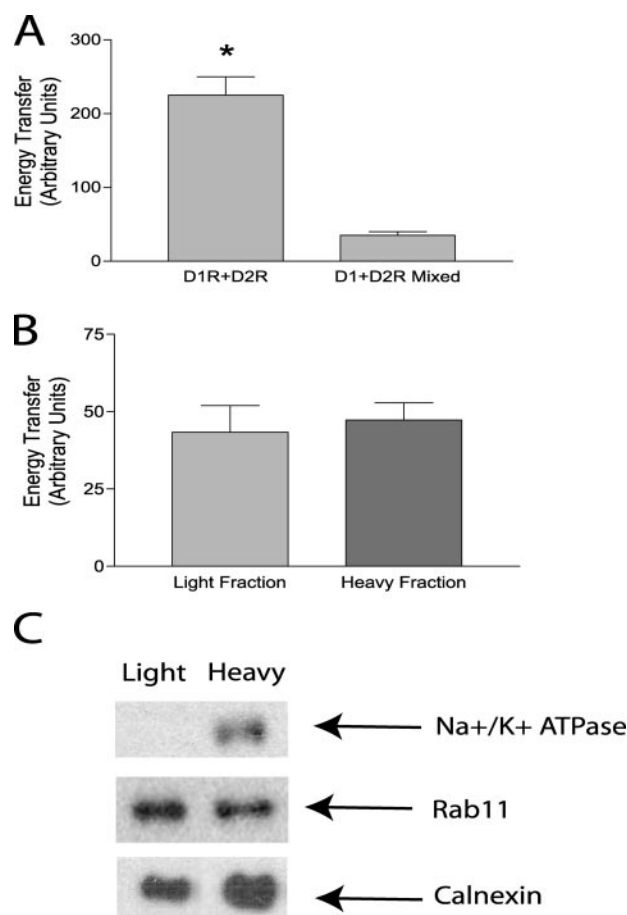 A
*
Energy Transfer
(Arbitrary Units)
300
200
100
0
D1R+D2R
D1+D2R Mixed
B
Energy Transfer
(Arbitrary Units)
75
50
25
0
Light Fraction
Heavy Fraction
C
Light Heavy
Na+/K+ ATPase
Rab11
Calnexin